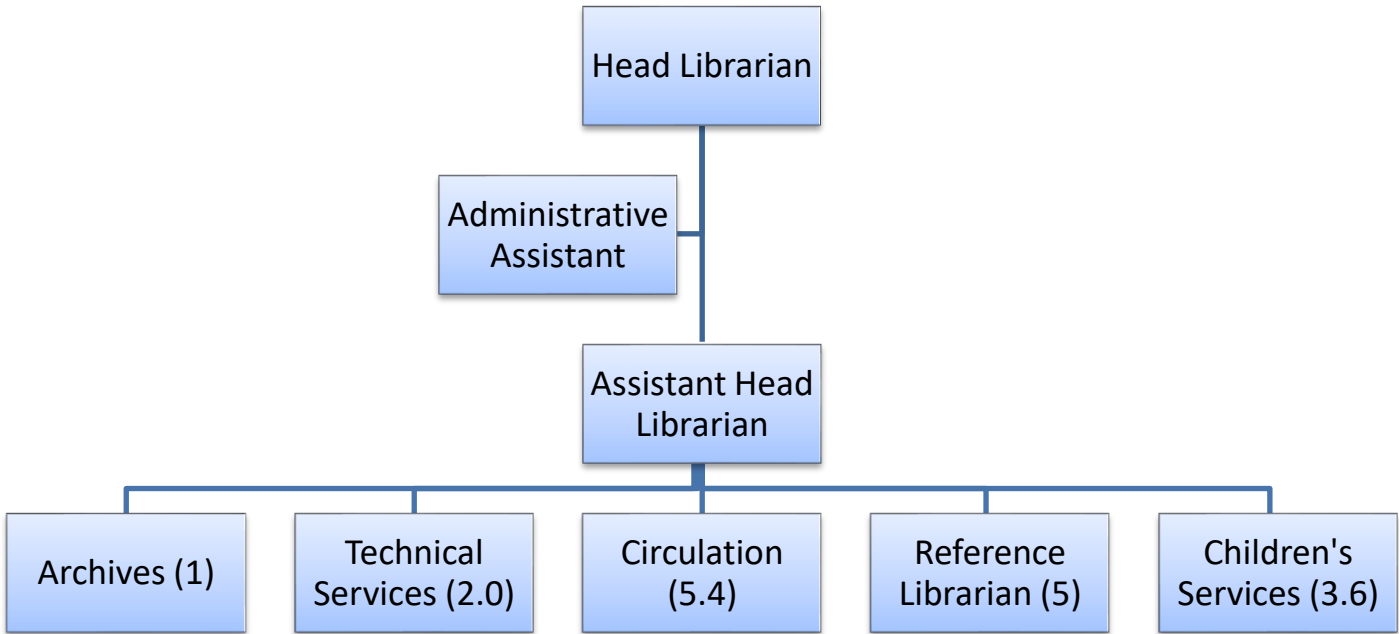 Head Librarian
Administrative
Assistant
Assistant Head
Librarian
Archives (1)
Technical
Services (2.0)
Circulation
(5.4)
Reference
Librarian (5)
Children's
Services (3.6)